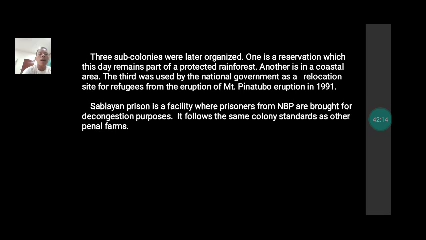 Three sub-colonies were later organized. One is a reservation which
this day remains part of a protected rainforest. Another is in a coastal
area. The third was used by the national government as a relocation
site for refugees from the eruption of Mt. Pinatubo eruption in 1991.
Sablayan prison is a facility where prisoners from NBP are brought for
decongestion purposes. It follows the same colony standards as other
penal farms.
42:14